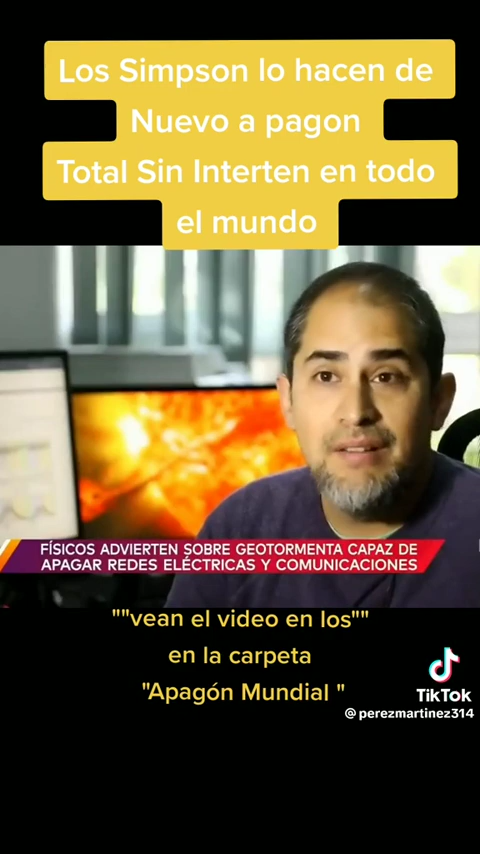 Los Simpson lo hacen de
Nuevo a pagon
Total Sin Interten en todo
el mundo
FÍSICOS ADVIERTEN SOBRE GEOTORMENTA CAPAZ DE
APAGAR REDES ELÉCTRICAS Y COMUNICACIONES
""vean el video en los""
en la carpeta
"Apagón Mundial "
TikTok
@perezmartinez314